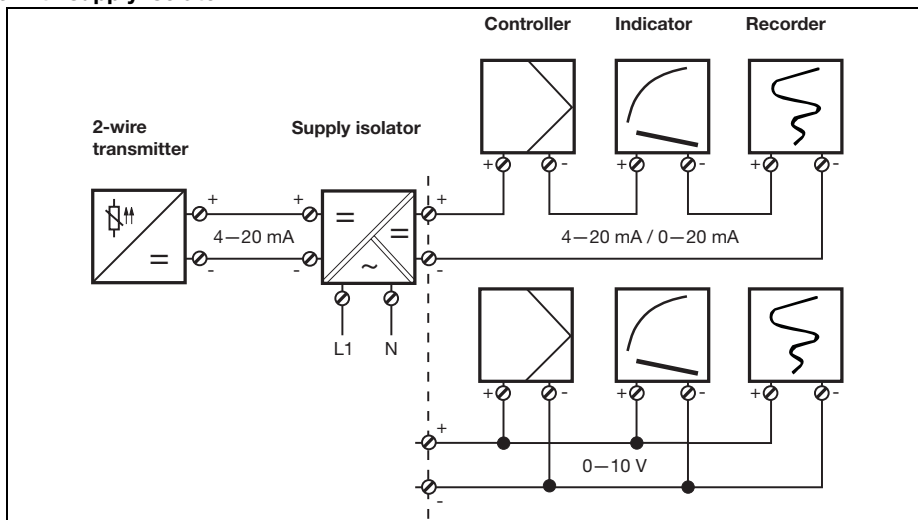 Controller Indicator Recorder
2-wire
transmitter
Supply isolator
+ - + - + -
+ + +
4—20 mA
4—20 mA / 0—20 mA
- - -
L1 N
+ - + - + -
+
0—10 V
-